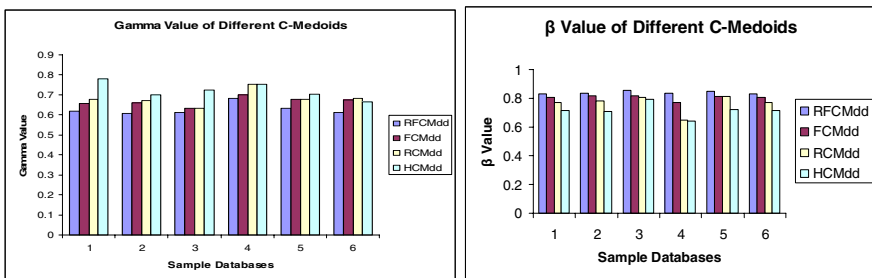 Gamma Value of Different C-Medoids
Gamma Value
0.9
0.8
0.7
0.6
0.5
0.4
0.3
0.2
0.1
0
1 2 3 4 5 6
Sample Databases
RFCMdd
FCMdd
RCMdd
HCMdd
β Value of Different C-Medoids
β Value
1
0.8
0.6
0.4
0.2
0
1 2 3 4 5 6
Sample Databases
RFCMdd
FCMdd
RCMdd
HCMdd